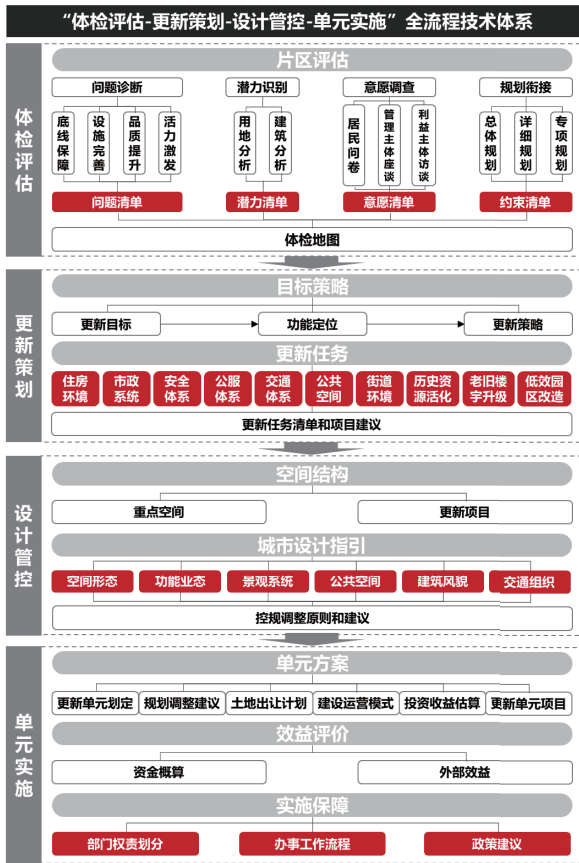 “体检评估-更新策划-设计管控-单元实施”全流程技术体系
体检评估
片区评估
问题诊断
潜力识别
意愿调查
规划衔接
底线保障
设施完善
品质提升
活力激发
用地分析
建筑分析
居民问卷
管理主体座谈
利益主体访谈
总体规划
详细规划
专项规划
问题清单
潜力清单
意愿清单
约束清单
体检地图
更新策划
目标策略
更新目标
功能定位
更新策略
更新任务
住房环境
市政系统
安全体系
公服体系
交通体系
公共空间
街道环境
历史资源活化
老旧楼宇升级
低效园区改造
更新任务清单和项目建议
设计管控
空间结构
重点空间
更新项目
城市设计指引
空间形态
功能业态
景观系统
公共空间
建筑风貌
交通组织
控规调整原则和建议
单元实施
单元方案
更新单元划定
规划调整建议
土地出让计划
建设运营模式
投资收益估算
更新单元项目
效益评价
资金概算
外部效益
实施保障
部门权责划分
办事工作流程
政策建议